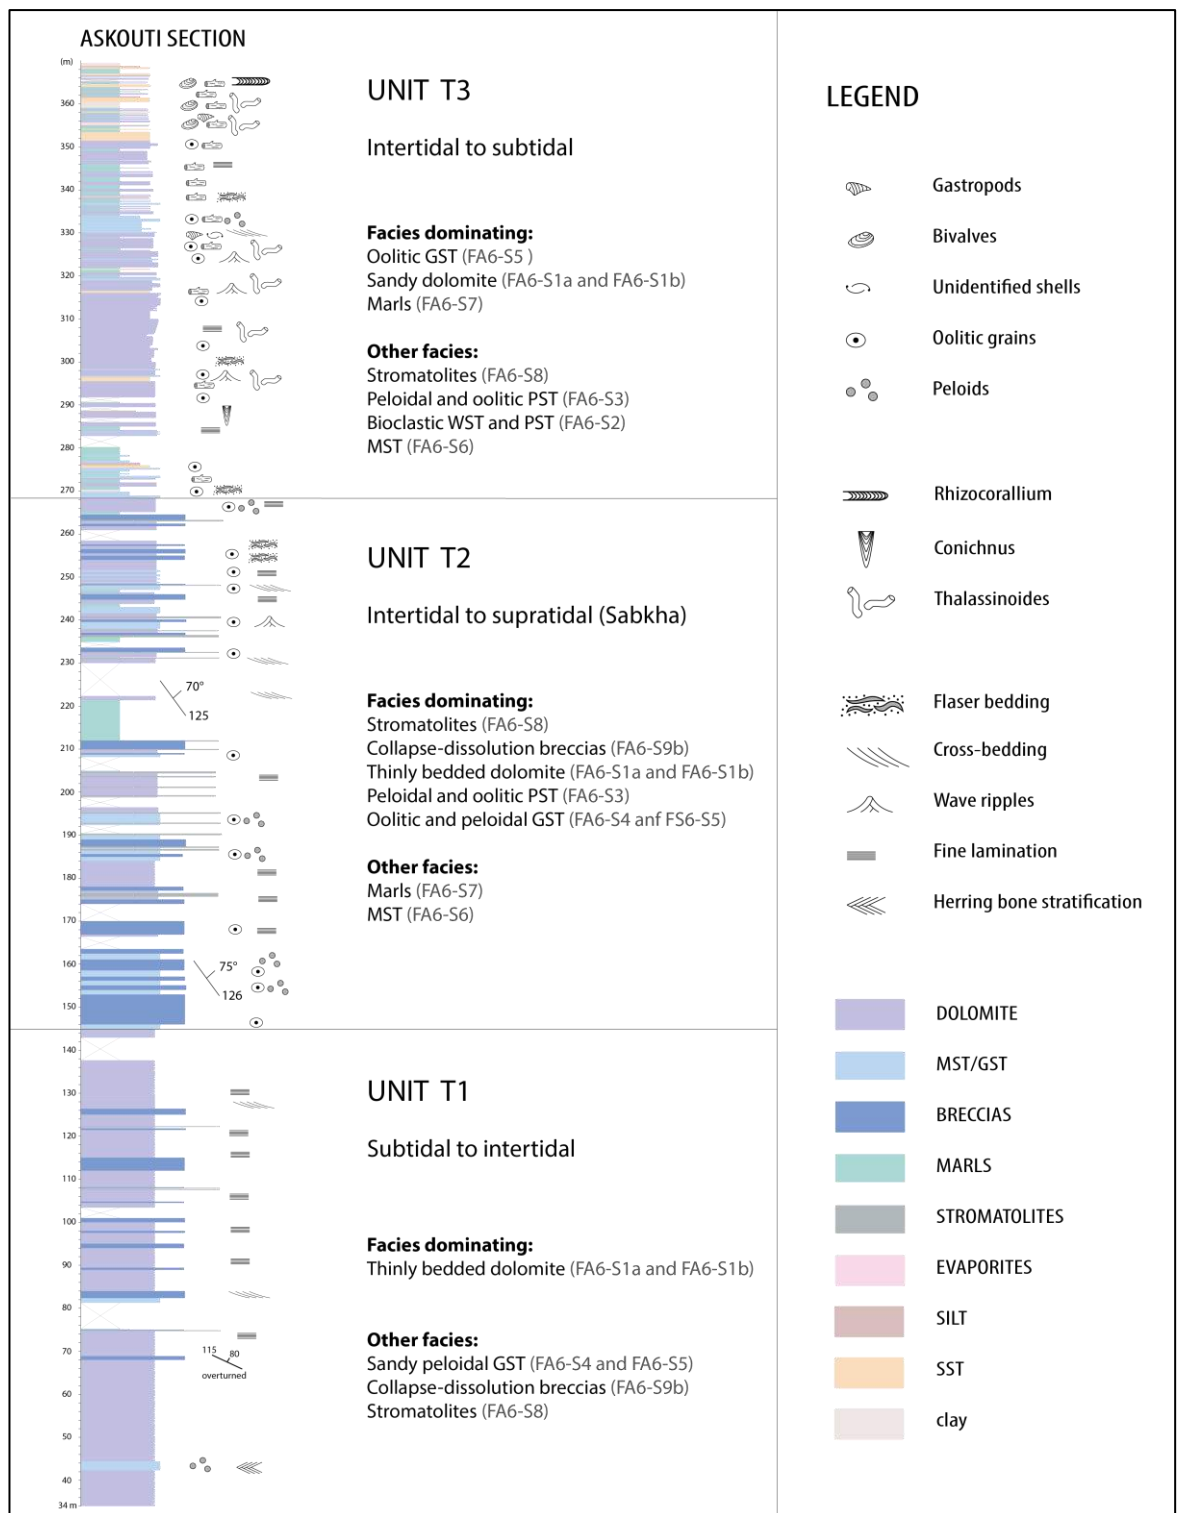 ASKOUTI SECTION
(m)
360
350
340
330
320
310
300
290
280
270
260
250
240
230
220
210
200
190
180
170
160
150
140
130
120
110
100
90
80
70
60
50
40
34 m
UNIT T3
Intertidal to subtidal
Facies dominating:
Oolitic GST (FA6-S5 )
Sandy dolomite (FA6-S1a and FA6-S1b)
Marls (FA6-S7)
Other facies:
Stromatolites (FA6-S8)
Peloidal and oolitic PST (FA6-S3)
Bioclastic WST and PST (FA6-S2)
MST (FA6-S6)
UNIT T2
Intertidal to supratidal (Sabkha)
70°
125
Facies dominating:
Stromatolites (FA6-S8)
Collapse-dissolution breccias (FA6-S9b)
Thinly bedded dolomite (FA6-S1a and FA6-S1b)
Peloidal and oolitic PST (FA6-S3)
Oolitic and peloidal GST (FA6-S4 anf FS6-S5)
Other facies:
Marls (FA6-S7)
MST (FA6-S6)
75°
126
UNIT T1
Subtidal to intertidal
Facies dominating:
Thinly bedded dolomite (FA6-S1a and FA6-S1b)
Other facies:
Sandy peloidal GST (FA6-S4 and FA6-S5)
Collapse-dissolution breccias (FA6-S9b)
Stromatolites (FA6-S8)
115
80
overturned
LEGEND
Gastropods
Bivalves
Unidentified shells
Oolitic grains
Peloids
Rhizocorallium
Conichnus
Thalassinoides
Flaser bedding
Cross-bedding
Wave ripples
Fine lamination
Herring bone stratification
DOLOMITE
MST/GST
BRECCIAS
MARLS
STROMATOLITES
EVAPORITES
SILT
SST
clay